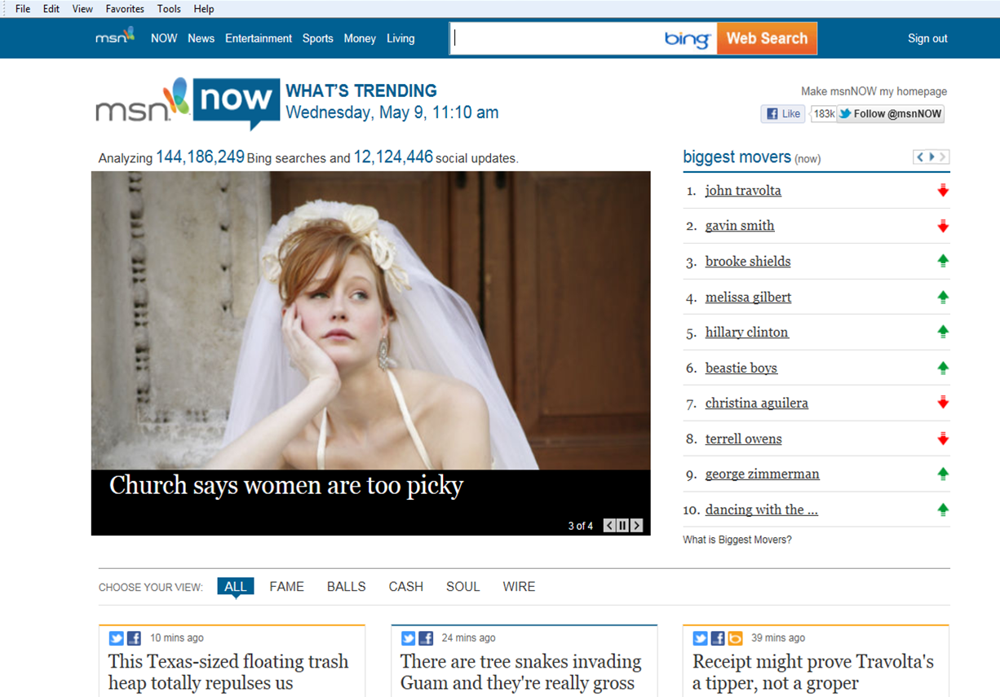 File Edit View Favorites Tools Help
msn NOW News Entertainment Sports Money Living bing Web Search Sign out
msn now WHAT'S TRENDING
Wednesday, May 9, 11:10 am
Make msnNOW my homepage
Like 183k Follow @msnNOW
Analyzing 144,186,249 Bing searches and 12,124,446 social updates.
Church says women are too picky
3 of 4
biggest movers (now)
1. john travolta
2. gavin smith
3. brooke shields
4. melissa gilbert
5. hillary clinton
6. beastie boys
7. christina aguilera
8. terrell owens
9. george zimmerman
10. dancing with the ...
What is Biggest Movers?
CHOOSE YOUR VIEW: ALL FAME BALLS CASH SOUL WIRE
10 mins ago
This Texas-sized floating trash
heap totally repulses us
24 mins ago
There are tree snakes invading
Guam and they're really gross
39 mins ago
Receipt might prove Travolta's
a tipper, not a groper